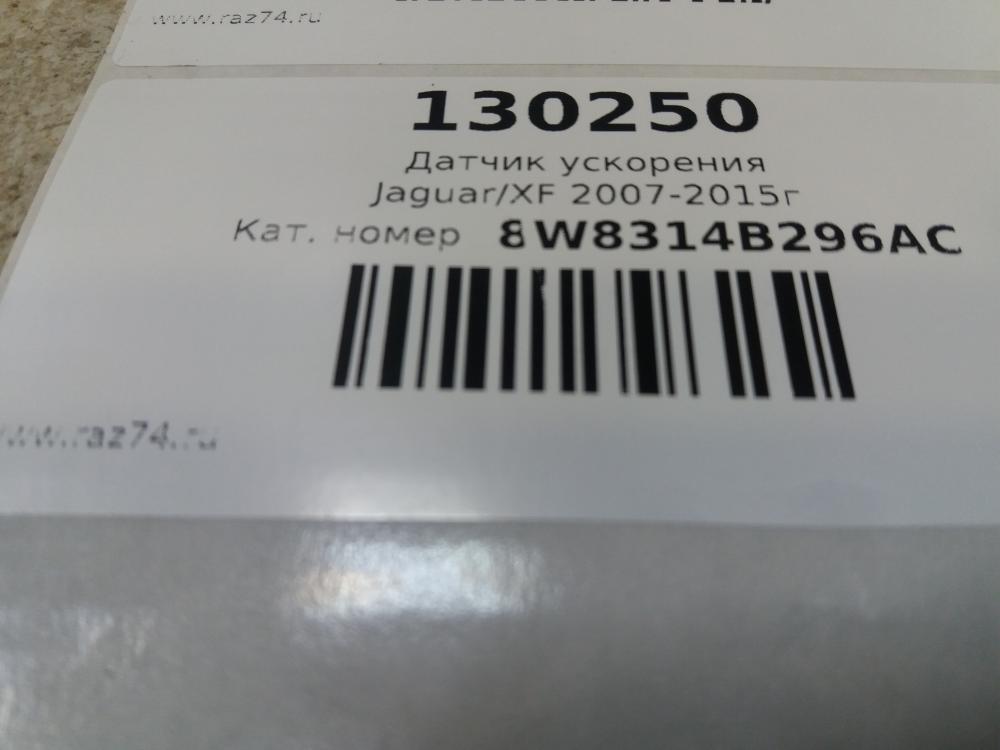 www.raz74.ru
130250
Датчик ускорения
Jaguar/XF 2007-2015г
Кат. номер 8W8314B296AC
www.raz74.ru